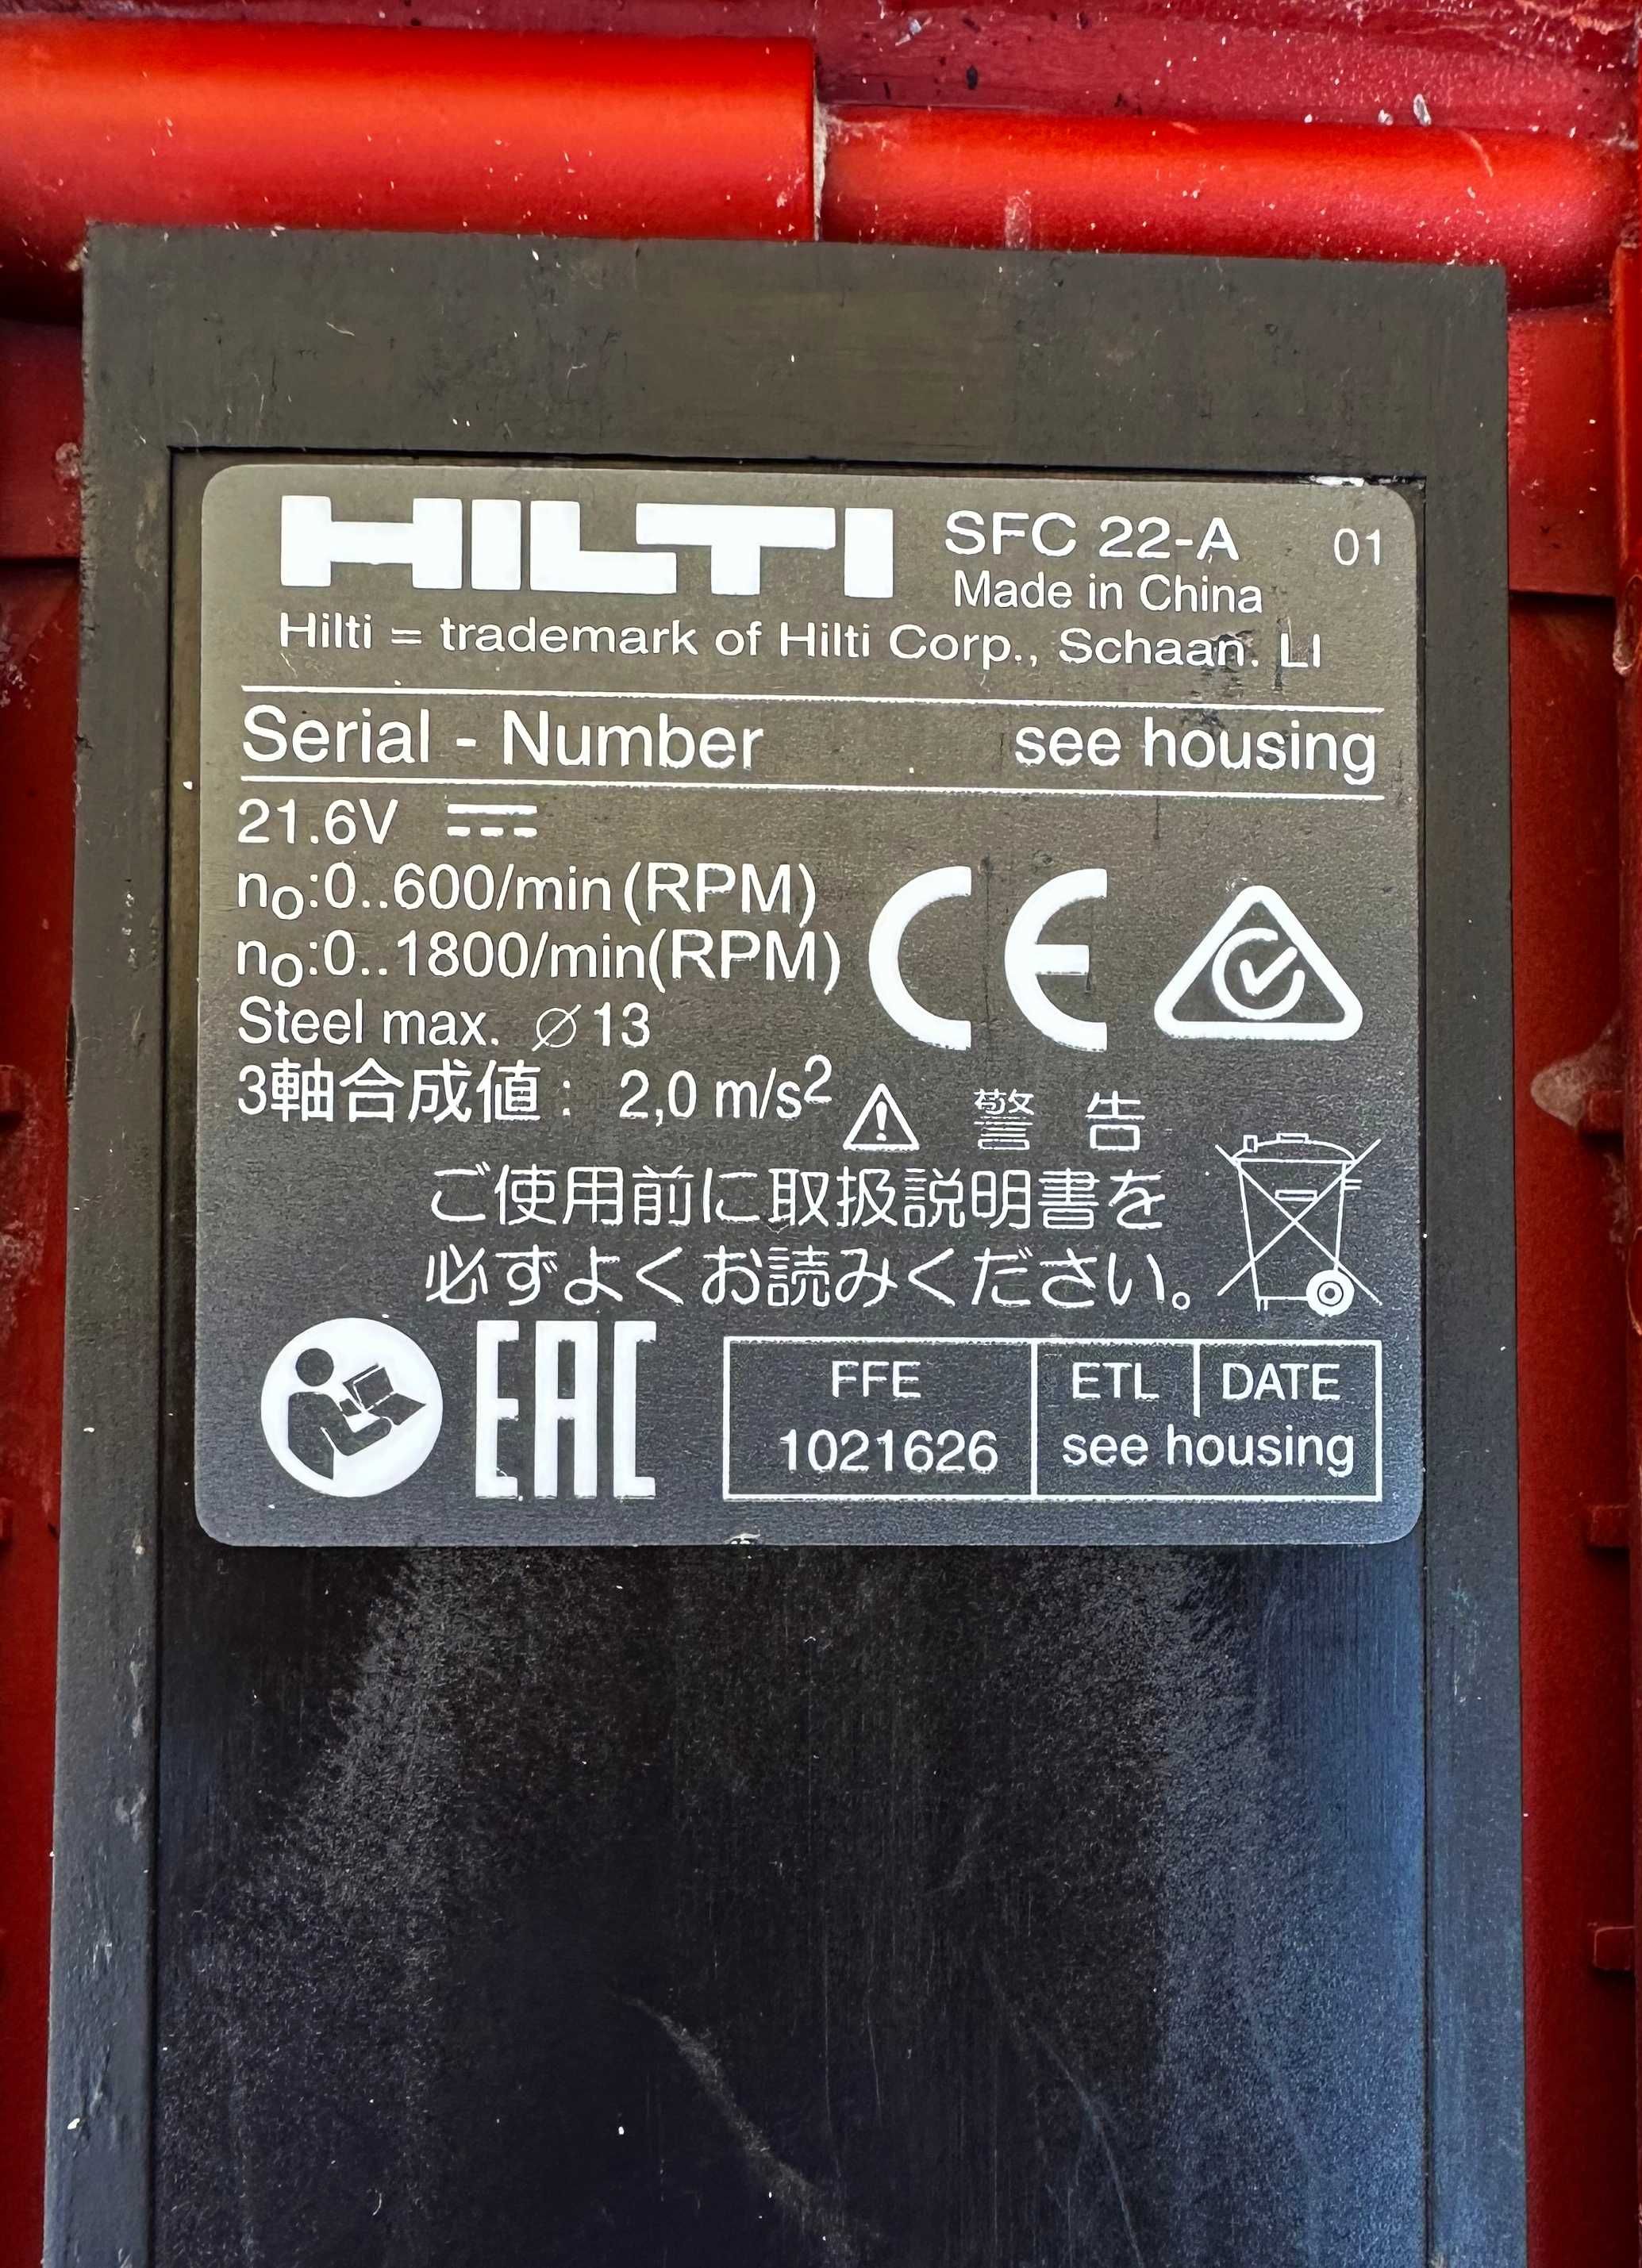 HILTI SFC 22-A 01
Made in China
Hilti = trademark of Hilti Corp., Schaan. LI
Serial - Number see housing
21.6V
no:0..600/min (RPM)
no:0..1800/min(RPM)
CE
Steel max. ∅ 13
3軸合成値: 2,0 m/s²
⚠ 警 告
ご使用前に取扱説明書を
必ずよくお読みください。
EAC
FFE ETL DATE
1021626 see housing